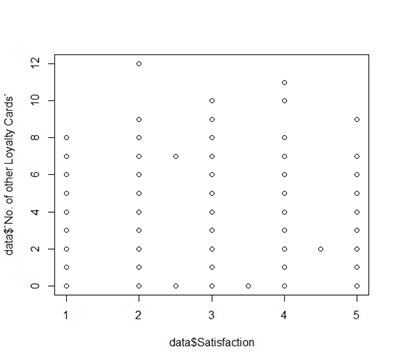 data$`No. of other Loyalty Cards`
12
10
8
6
4
2
0
1 2 3 4 5
data$Satisfaction